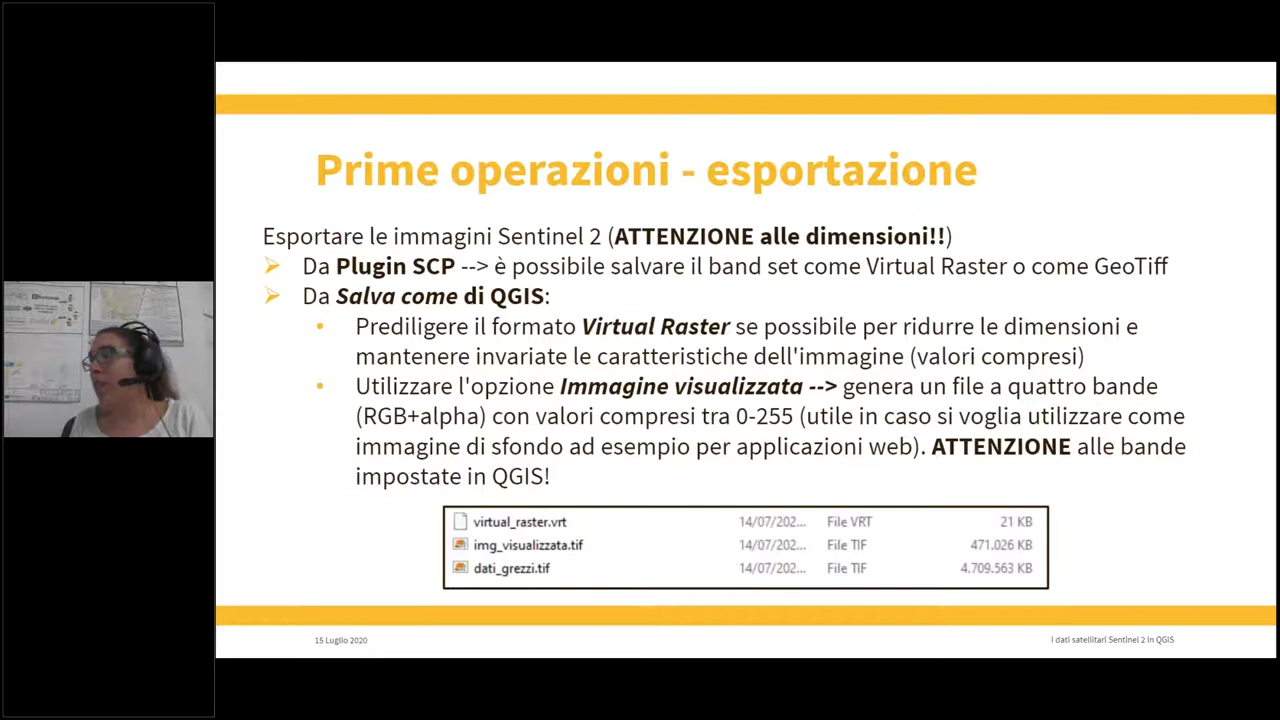 Prime operazioni - esportazione
Esportare le immagini Sentinel 2 (ATTENZIONE alle dimensioni!!)
Da Plugin SCP --> è possibile salvare il band set come Virtual Raster o come GeoTiff
Da Salva come di QGIS:
Prediligere il formato Virtual Raster se possibile per ridurre le dimensioni e
mantenere invariate le caratteristiche dell'immagine (valori compresi)
Utilizzare l'opzione Immagine visualizzata --> genera un file a quattro bande
(RGB+alpha) con valori compresi tra 0-255 (utile in caso si voglia utilizzare come
immagine di sfondo ad esempio per applicazioni web). ATTENZIONE alle bande
impostate in QGIS!
virtual_raster.vrt 14/07/202... File VRT 21 KB
img_visualizzata.tif 14/07/202... File TIF 471.026 KB
dati_grezzi.tif 14/07/202... File TIF 4.709.563 KB
15 Luglio 2020 I dati satellitari Sentinel 2 in QGIS